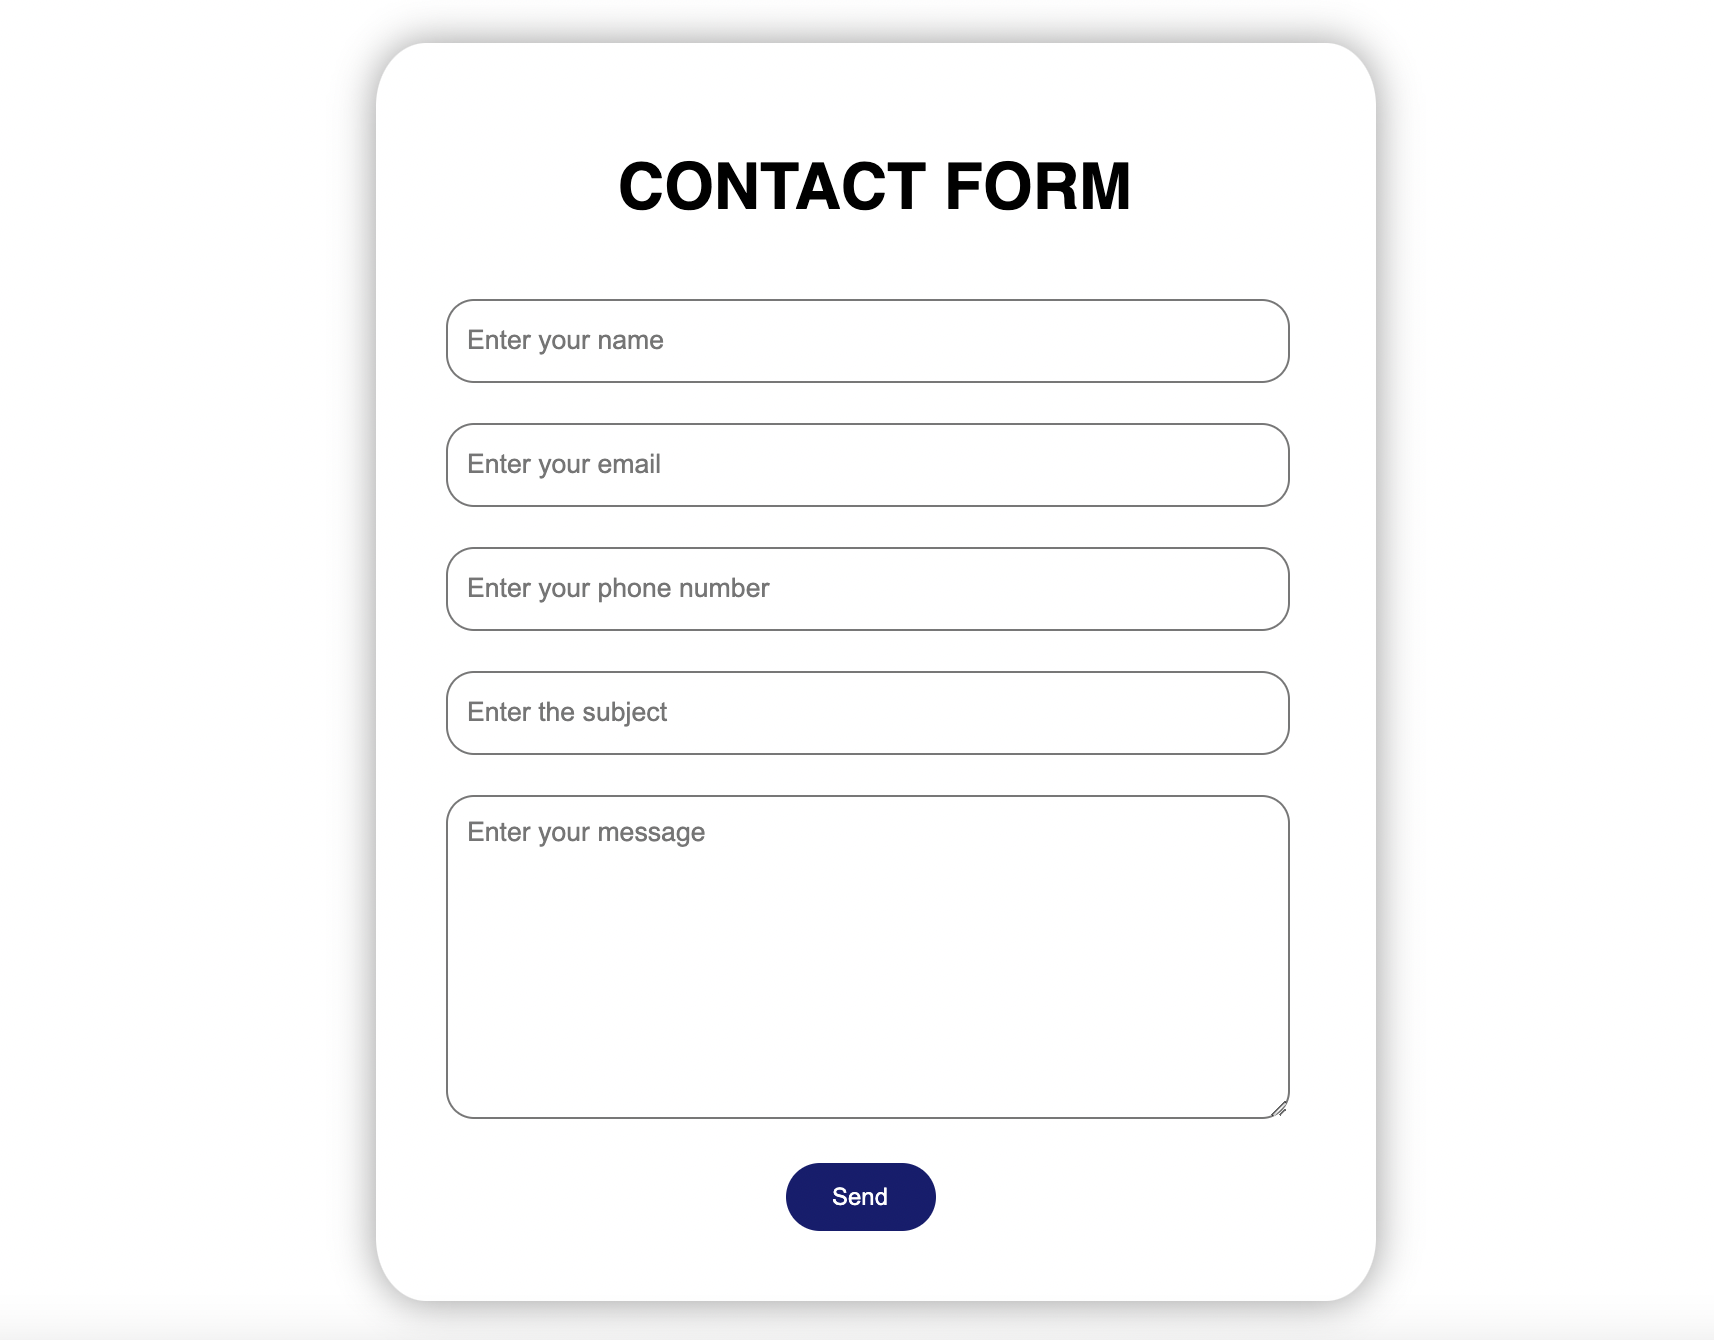 CONTACT FORM
Enter your name
Enter your email
Enter your phone number
Enter the subject
Enter your message
Send